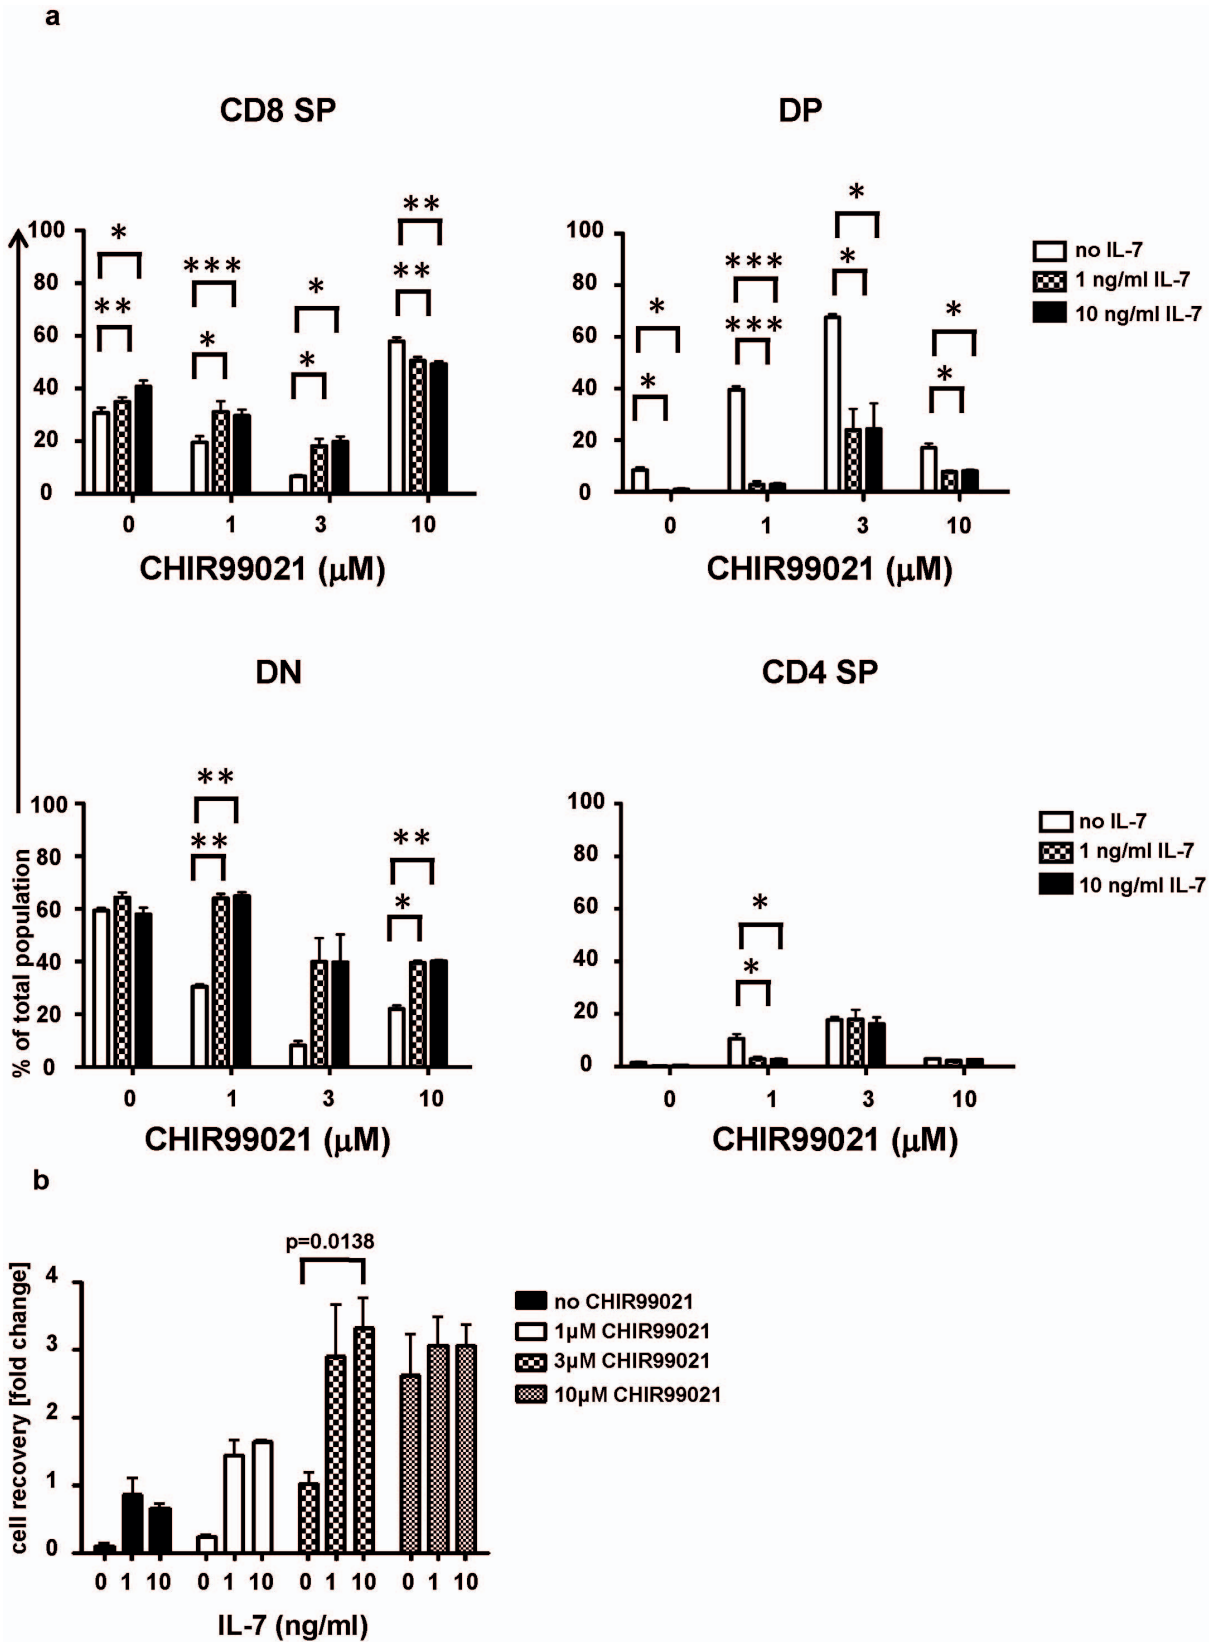 a
CD8 SP
DP
* ** *** * * * ** **
* * *** *** * * * *
100
80
60
40
20
0
0 1 3 10
CHIR99021 (μM)
100
80
60
40
20
0
0 1 3 10
CHIR99021 (μM)
no IL-7
1 ng/ml IL-7
10 ng/ml IL-7
DN
CD4 SP
** ** ** *
* *
% of total population
100
80
60
40
20
0
0 1 3 10
CHIR99021 (μM)
100
80
60
40
20
0
0 1 3 10
CHIR99021 (μM)
no IL-7
1 ng/ml IL-7
10 ng/ml IL-7
b
p=0.0138
cell recovery [fold change]
4
3
2
1
0
0 1 10 0 1 10 0 1 10 0 1 10
IL-7 (ng/ml)
no CHIR99021
1μM CHIR99021
3μM CHIR99021
10μM CHIR99021